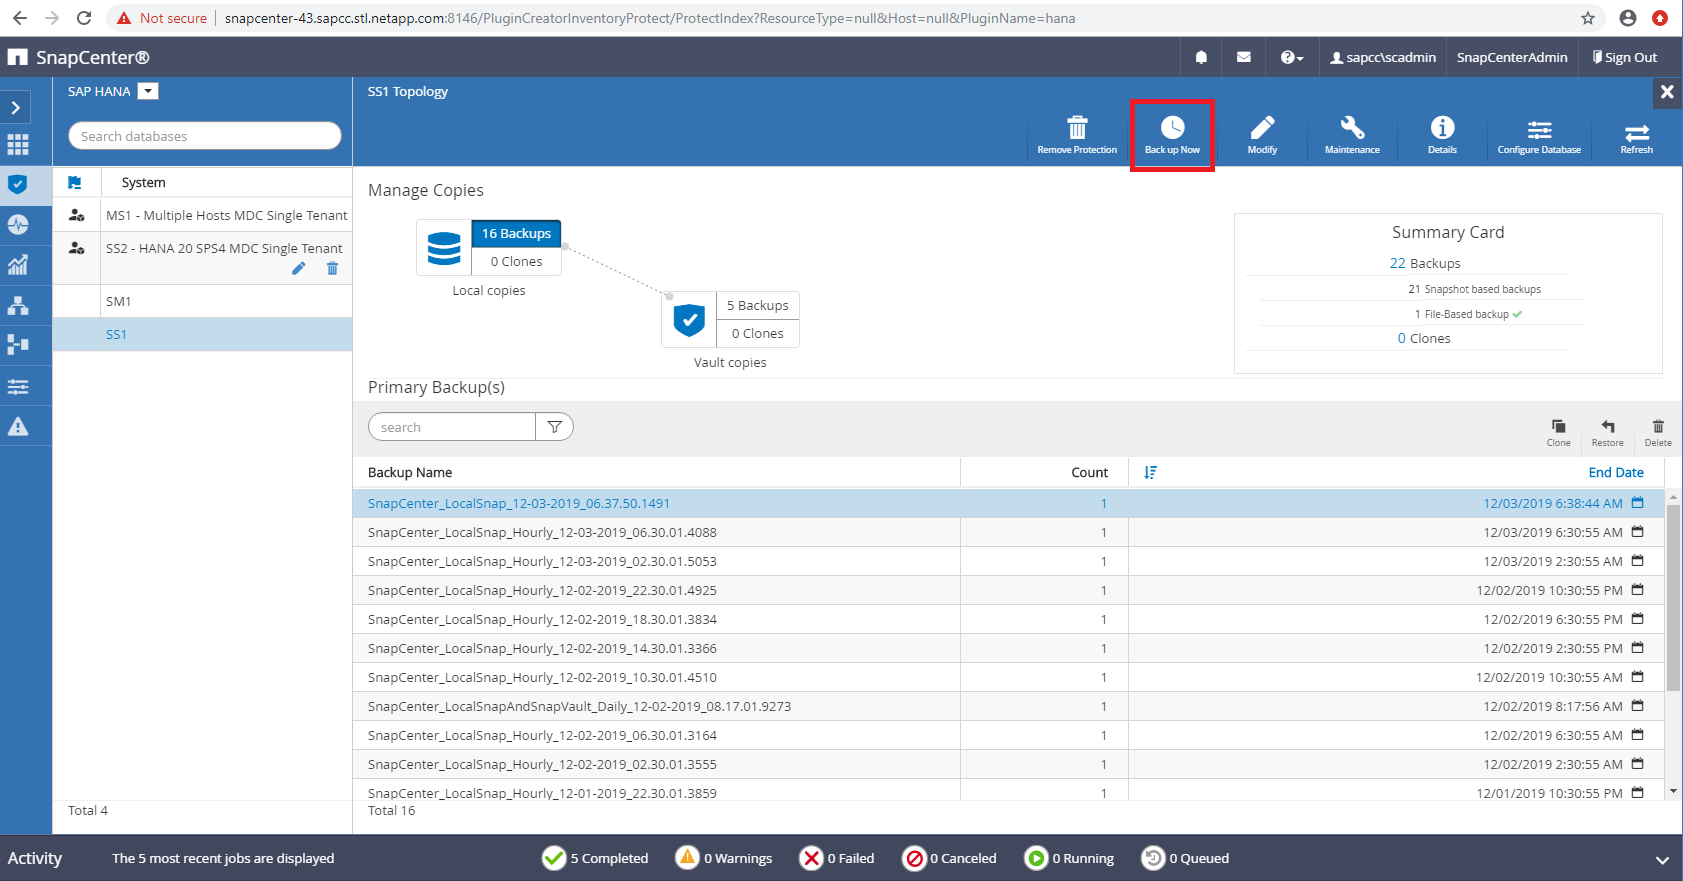 Not secure | snapcenter-43.sapcc.stl.netapp.com:8146/PluginCreatorInventoryProtect/ProtectIndex?ResourceType=null&Host=null&PluginName=hana
SnapCenter®
sapcc\scadmin
SnapCenterAdmin
Sign Out
SAP HANA
Search databases
System
MS1 - Multiple Hosts MDC Single Tenant
SS2 - HANA 20 SPS4 MDC Single Tenant
SM1
SS1
Total 4
SS1 Topology
Remove Protection
Back up Now
Modify
Maintenance
Details
Configure Database
Refresh
Manage Copies
16 Backups
0 Clones
Local copies
5 Backups
0 Clones
Vault copies
Summary Card
22 Backups
21 Snapshot based backups
1 File-Based backup
0 Clones
Primary Backup(s)
search
Clone
Restore
Delete
Backup Name Count End Date
SnapCenter_LocalSnap_12-03-2019_06.37.50.1491 1 12/03/2019 6:38:44 AM
SnapCenter_LocalSnap_Hourly_12-03-2019_06.30.01.4088 1 12/03/2019 6:30:55 AM
SnapCenter_LocalSnap_Hourly_12-03-2019_02.30.01.5053 1 12/03/2019 2:30:55 AM
SnapCenter_LocalSnap_Hourly_12-02-2019_22.30.01.4925 1 12/02/2019 10:30:55 PM
SnapCenter_LocalSnap_Hourly_12-02-2019_18.30.01.3834 1 12/02/2019 6:30:55 PM
SnapCenter_LocalSnap_Hourly_12-02-2019_14.30.01.3366 1 12/02/2019 2:30:55 PM
SnapCenter_LocalSnap_Hourly_12-02-2019_10.30.01.4510 1 12/02/2019 10:30:55 AM
SnapCenter_LocalSnapAndSnapVault_Daily_12-02-2019_08.17.01.9273 1 12/02/2019 8:17:56 AM
SnapCenter_LocalSnap_Hourly_12-02-2019_06.30.01.3164 1 12/02/2019 6:30:55 AM
SnapCenter_LocalSnap_Hourly_12-02-2019_02.30.01.3555 1 12/02/2019 2:30:55 AM
SnapCenter_LocalSnap_Hourly_12-01-2019_22.30.01.3859 1 12/01/2019 10:30:55 PM
Total 16
Activity
The 5 most recent jobs are displayed
5 Completed
0 Warnings
0 Failed
0 Canceled
0 Running
0 Queued